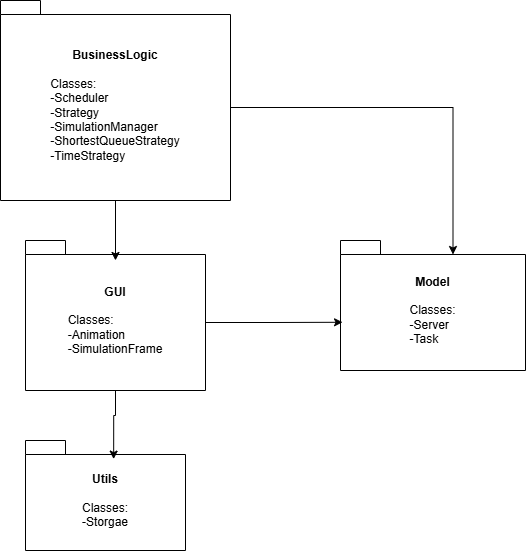 BusinessLogic
Classes:
-Scheduler
-Strategy
-SimulationManager
-ShortestQueueStrategy
-TimeStrategy
GUI
Classes:
-Animation
-SimulationFrame
Model
Classes:
-Server
-Task
Utils
Classes:
-Storgae